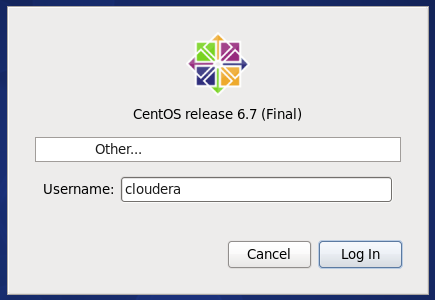 CentOS release 6.7 (Final)
Other...
Username: cloudera
Cancel Log In